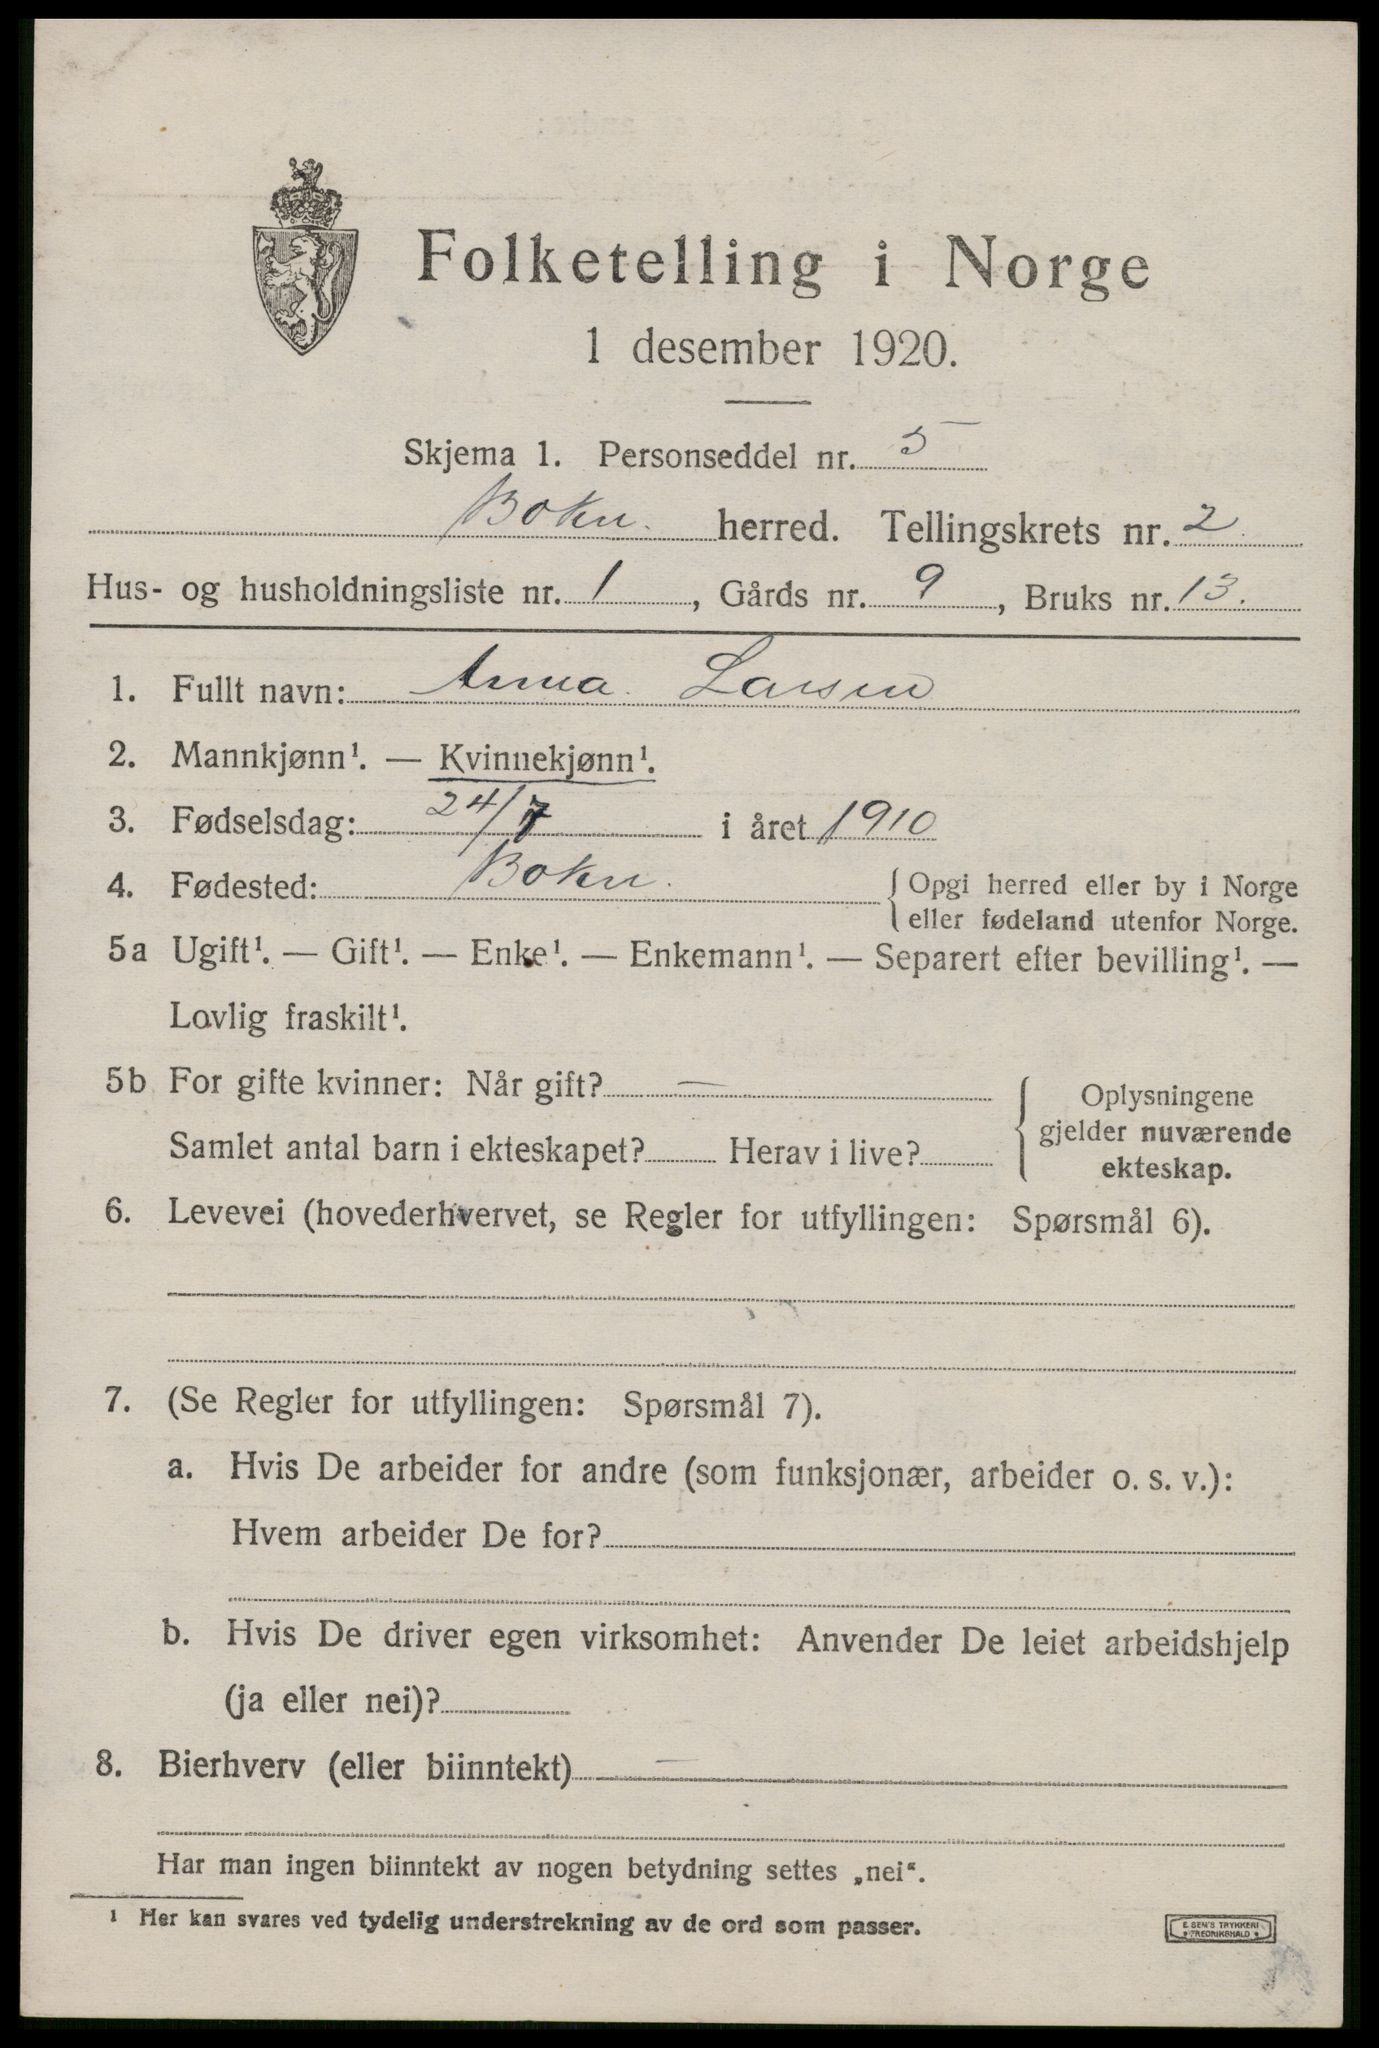 Folketelling i Norge
1 desember 1920.
Skjema 1. Personseddel nr. 5
Bokn. herred. Tellingskrets nr. 2
Hus- og husholdningsliste nr. 1, Gårds nr. 9, Bruks nr. 13.
1. Fullt navn: Anna Larsen
2. Mannkjønn¹. — Kvinnekjønn¹.
3. Fødselsdag: 24/7 i året 1910
4. Fødested: Bokn. { Opgi herred eller by i Norge
eller fødeland utenfor Norge.
5a Ugift¹. — Gift¹. — Enke¹. — Enkemann¹. — Separert efter bevilling¹. —
Lovlig fraskilt¹.
5b For gifte kvinner: Når gift? —
Samlet antal barn i ekteskapet? Herav i live?
{ Oplysningene
gjelder nuværende
ekteskap.
6. Levevei (hovederhvervet, se Regler for utfyllingen: Spørsmål 6).
7. (Se Regler for utfyllingen: Spørsmål 7).
a. Hvis De arbeider for andre (som funksjonær, arbeider o. s. v.):
Hvem arbeider De for?
b. Hvis De driver egen virksomhet: Anvender De leiet arbeidshjelp
(ja eller nei)?
8. Bierhverv (eller biinntekt) —
Har man ingen biinntekt av nogen betydning settes „nei“.
¹ Her kan svares ved tydelig understrekning av de ord som passer.
E. SEM'S TRYKKERI
FREDRIKSHALD